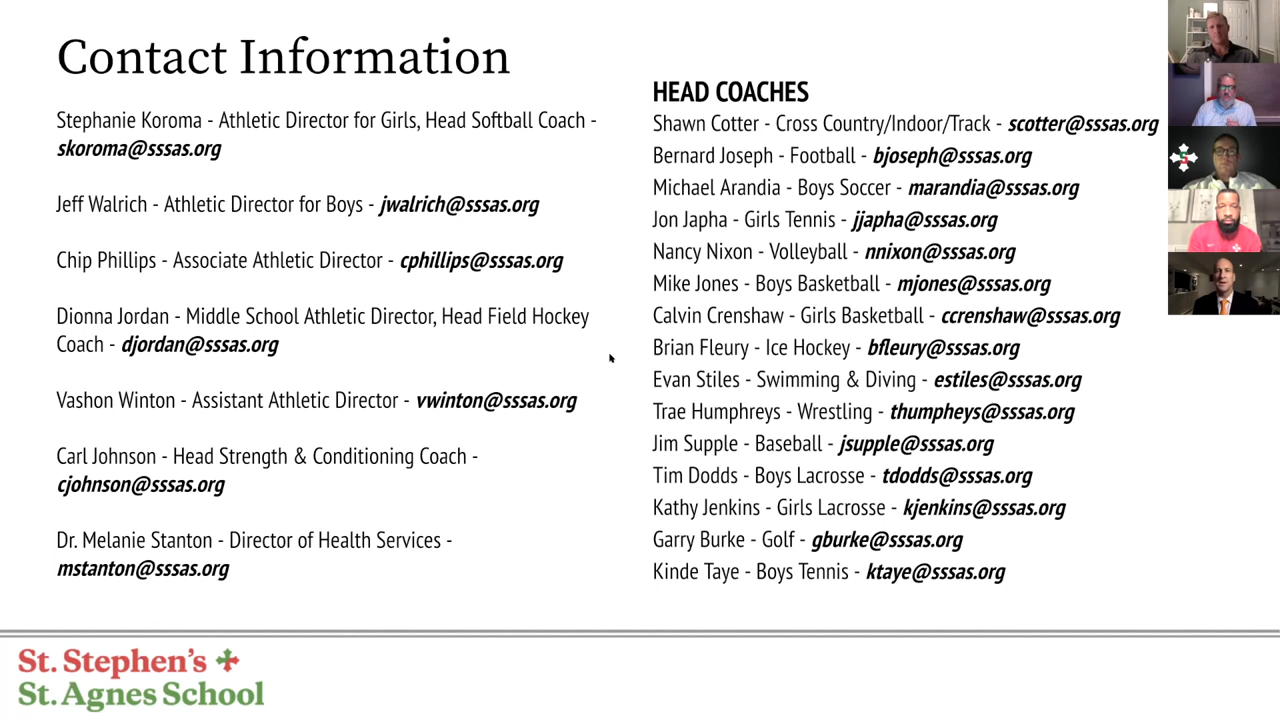 Contact Information
Stephanie Koroma - Athletic Director for Girls, Head Softball Coach -
skoroma@sssas.org
Jeff Walrich - Athletic Director for Boys - jwalrich@sssas.org
Chip Phillips - Associate Athletic Director - cphillips@sssas.org
Dionna Jordan - Middle School Athletic Director, Head Field Hockey
Coach - djordan@sssas.org
Vashon Winton - Assistant Athletic Director - vwinton@sssas.org
Carl Johnson - Head Strength & Conditioning Coach -
cjohnson@sssas.org
Dr. Melanie Stanton - Director of Health Services -
mstanton@sssas.org
HEAD COACHES
Shawn Cotter - Cross Country/Indoor/Track - scotter@sssas.org
Bernard Joseph - Football - bjoseph@sssas.org
Michael Arandia - Boys Soccer - marandia@sssas.org
Jon Japha - Girls Tennis - jjapha@sssas.org
Nancy Nixon - Volleyball - nnixon@sssas.org
Mike Jones - Boys Basketball - mjones@sssas.org
Calvin Crenshaw - Girls Basketball - ccrenshaw@sssas.org
Brian Fleury - Ice Hockey - bfleury@sssas.org
Evan Stiles - Swimming & Diving - estiles@sssas.org
Trae Humphreys - Wrestling - thumpheys@sssas.org
Jim Supple - Baseball - jsupple@sssas.org
Tim Dodds - Boys Lacrosse - tdodds@sssas.org
Kathy Jenkins - Girls Lacrosse - kjenkins@sssas.org
Garry Burke - Golf - gburke@sssas.org
Kinde Taye - Boys Tennis - ktaye@sssas.org
St. Stephen's
St. Agnes School